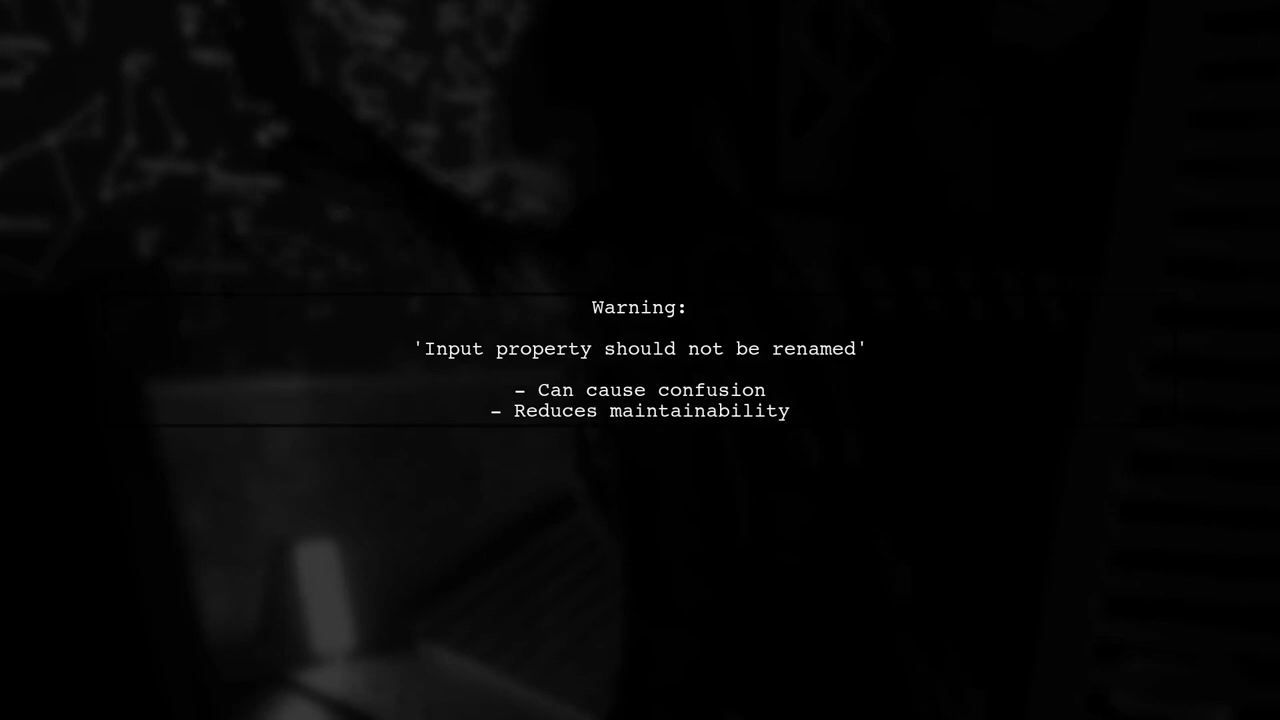 Warning:
'Input property should not be renamed'
- Can cause confusion
- Reduces maintainability